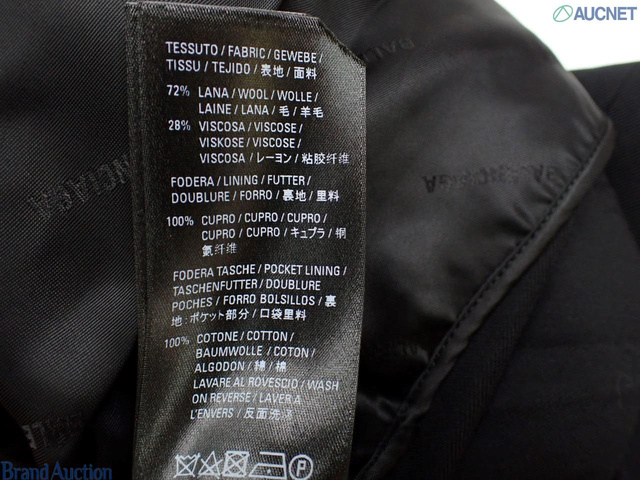 AUCNET
TESSUTO / FABRIC / GEWEBE /
TISSU / TEJIDO / 表地 / 面料
72% LANA / WOOL / WOLLE /
LAINE / LANA / 毛 / 羊毛
28% VISCOSA / VISCOSE /
VISKOSE / VISCOSE /
VISCOSA / レーヨン / 粘胶纤维
FODERA / LINING / FUTTER /
DOUBLURE / FORRO / 裏地 / 里料
100% CUPRO / CUPRO / CUPRO /
CUPRO / CUPRO / キュプラ / 铜
氨纤维
FODERA TASCHE / POCKET LINING /
TASCHENFUTTER / DOUBLURE
POCHES / FORRO BOLSILLOS / 裏
地:ポケット部分 / 口袋里料
100% COTONE / COTTON /
BAUMWOLLE / COTON /
ALGODON / 綿 / 棉
LAVARE AL ROVESCIO / WASH
ON REVERSE / LAVER A
L'ENVERS / 反面洗涤
P
BALENCIAGA
Brand Auction